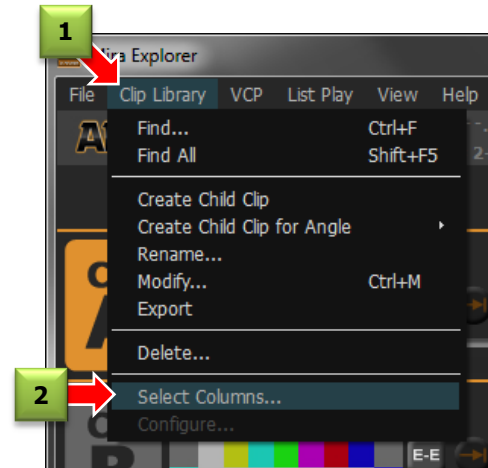 1
Mira Explorer
File Clip Library VCP List Play View Help
Find... Ctrl+F
Find All Shift+F5
Create Child Clip
Create Child Clip for Angle
Rename...
Modify... Ctrl+M
Export
Delete...
2 Select Columns...
Configure...
E-E